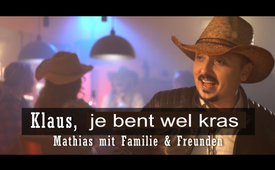 Klaus, je bent wel kras
Mathias mit Familie & Freunden